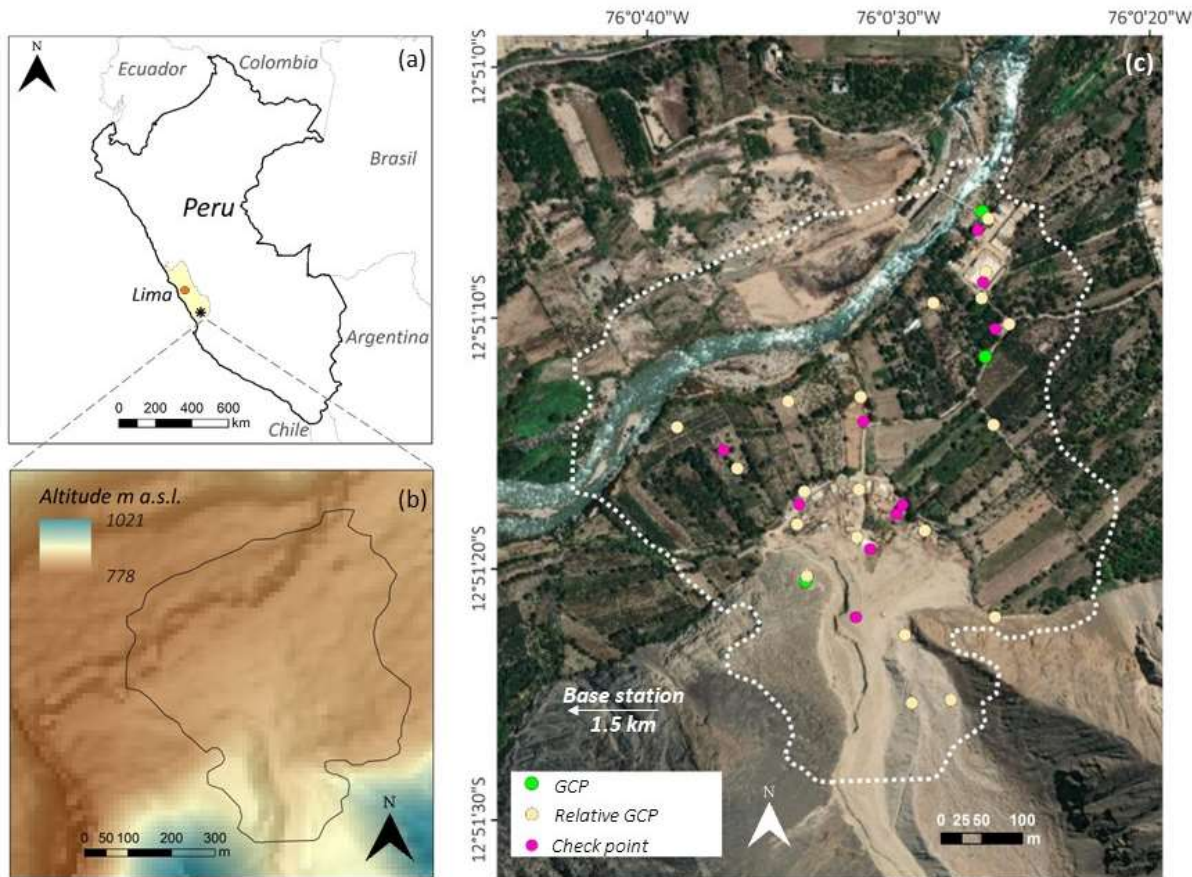 N
(a)
Ecuador
Colombia
Brasil
Peru
Lima
Argentina
Chile
0 200 400 600
km
(b)
Altitude m a.s.l.
1021
778
N
0 50 100 200 300
m
76°0'40"W
76°0'30"W
76°0'20"W
(c)
12°51'0"S
12°51'10"S
12°51'20"S
12°51'30"S
Base station
1.5 km
GCP
Relative GCP
Check point
N
0 25 50 100
m